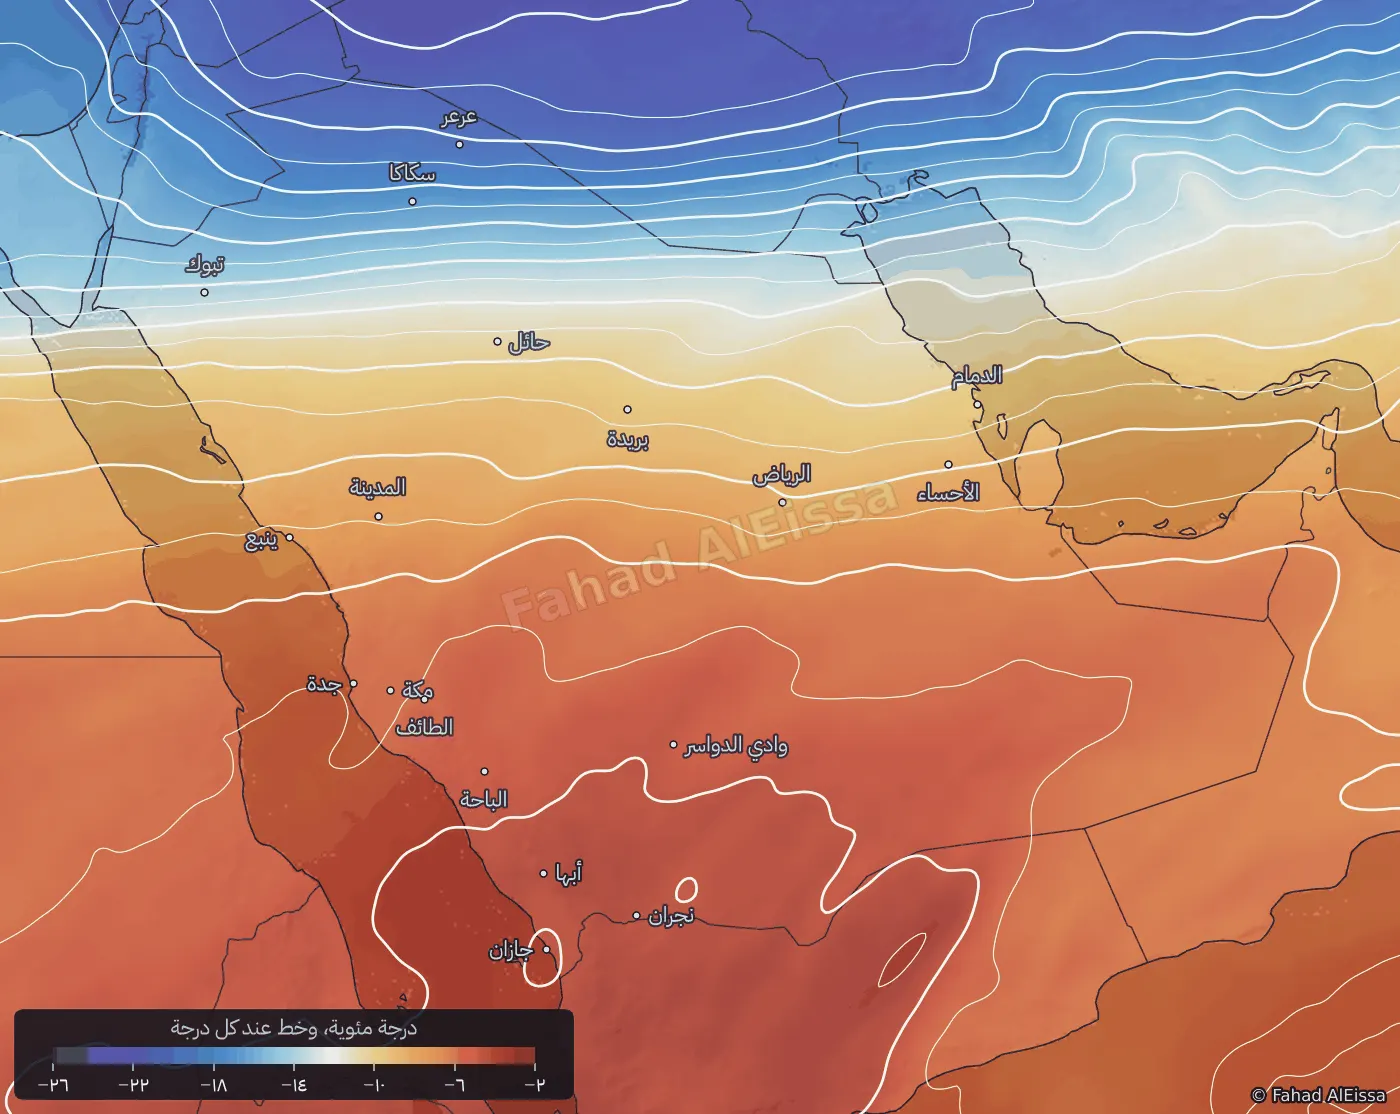 عرعر
سكاكا
تبوك
حائل
الدمام
بريدة
الرياض
الأحساء
المدينة
ينبع
Fahad AlEissa
جدة
مكة
الطائف
وادي الدواسر
الباحة
أبها
نجران
جازان
درجة مئوية، وخط عند كل درجة
−٢٦ −٢٢ −١٨ −١٤ −١٠ −٦ −٢
© Fahad AlEissa